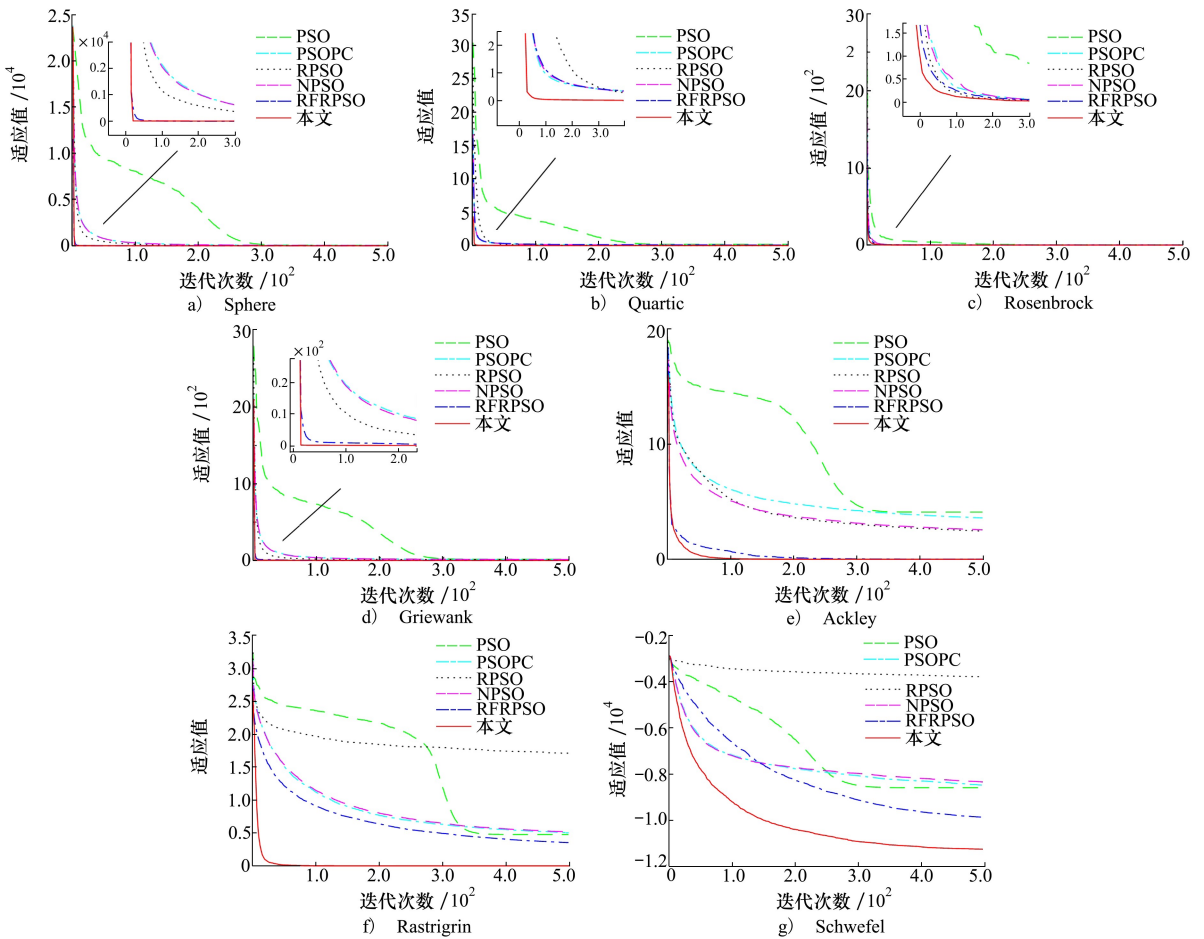 2.5
2.0
1.5
1.0
0.5
0
适应值 /10⁴
×10⁴
0.2
0.1
0
0
1.0
2.0
3.0
PSO
PSOPC
RPSO
NPSO
RFRPSO
本文
1.0
2.0
3.0
4.0
5.0
迭代次数 /10²
a) Sphere
35
30
25
20
15
10
5
0
适应值
2
1
0
0
1.0
2.0
3.0
PSO
PSOPC
RPSO
NPSO
RFRPSO
本文
1.0
2.0
3.0
4.0
5.0
迭代次数 /10²
b) Quartic
30
2
20
10
0
适应值 /10²
1.5
1.0
0.5
0
0
1.0
2.0
3.0
PSO
PSOPC
RPSO
NPSO
RFRPSO
本文
1.0
2.0
3.0
4.0
5.0
迭代次数 /10²
c) Rosenbrock
30
20
10
0
适应值 /10²
×10²
0.2
0.1
0
0
1.0
2.0
PSO
PSOPC
RPSO
NPSO
RFRPSO
本文
1.0
2.0
3.0
4.0
5.0
迭代次数 /10²
d) Griewank
20
10
0
适应值
PSO
PSOPC
RPSO
NPSO
RFRPSO
本文
1.0
2.0
3.0
4.0
5.0
迭代次数 /10²
e) Ackley
3.5
3.0
2.5
2.0
1.5
1.0
0.5
0
适应值
PSO
PSOPC
RPSO
NPSO
RFRPSO
本文
1.0
2.0
3.0
4.0
5.0
迭代次数 /10²
f) Rastrigrin
−0.2
−0.4
−0.6
−0.8
−1.0
−1.2
适应值 /10⁴
PSO
PSOPC
RPSO
NPSO
RFRPSO
本文
0
1.0
2.0
3.0
4.0
5.0
迭代次数 /10²
g) Schwefel